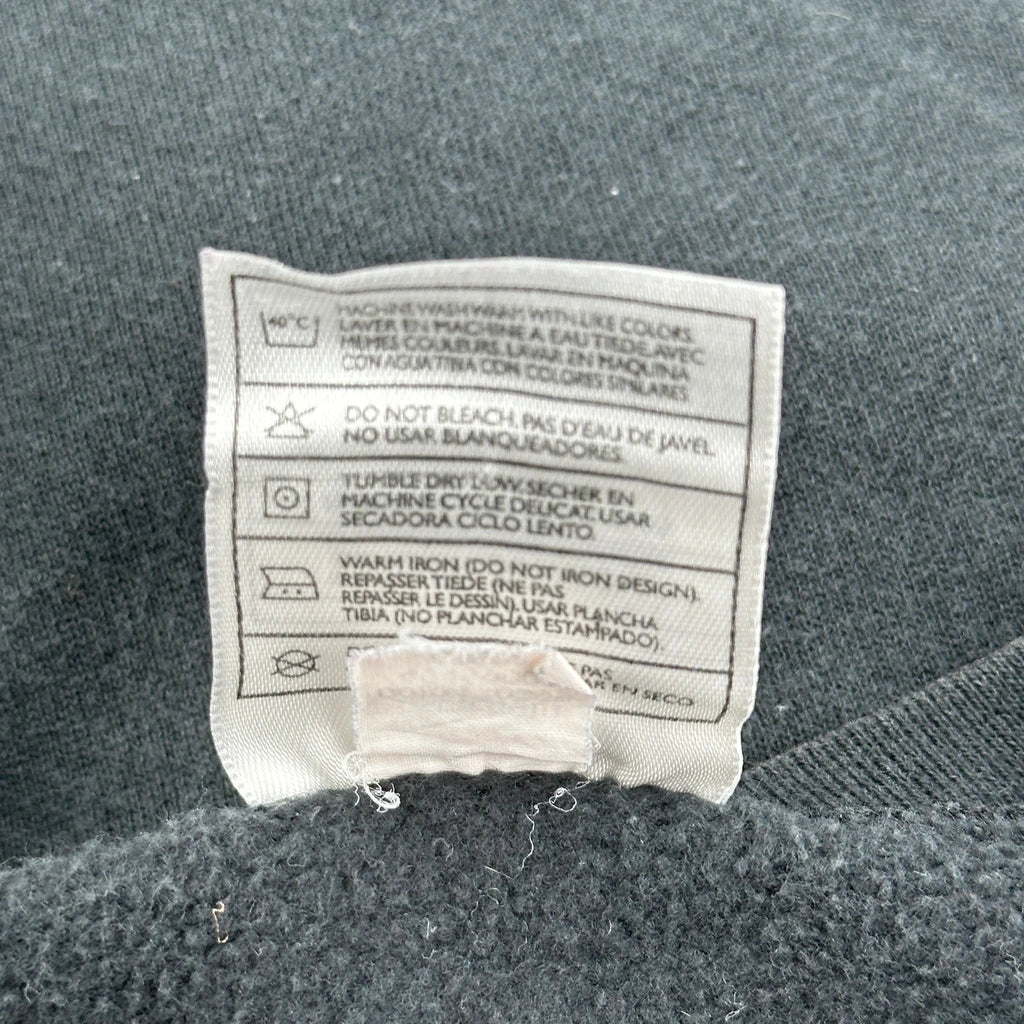 40°C
MACHINE WASH WARM WITH LIKE COLORS.
LAVER EN MACHINE A EAU TIEDE, AVEC
MEMES COULEURS. LAVAR EN MAQUINA
CON AGUA TIBIA CON COLORES SIMILARES
DO NOT BLEACH. PAS D'EAU DE JAVEL.
NO USAR BLANQUEADORES.
TUMBLE DRY LOW. SECHER EN
MACHINE CYCLE DELICAT. USAR
SECADORA CICLO LENTO.
WARM IRON (DO NOT IRON DESIGN).
REPASSER TIEDE (NE PAS
REPASSER LE DESSIN). USAR PLANCHA
TIBIA (NO PLANCHAR ESTAMPADO).
PAS
EN SECO